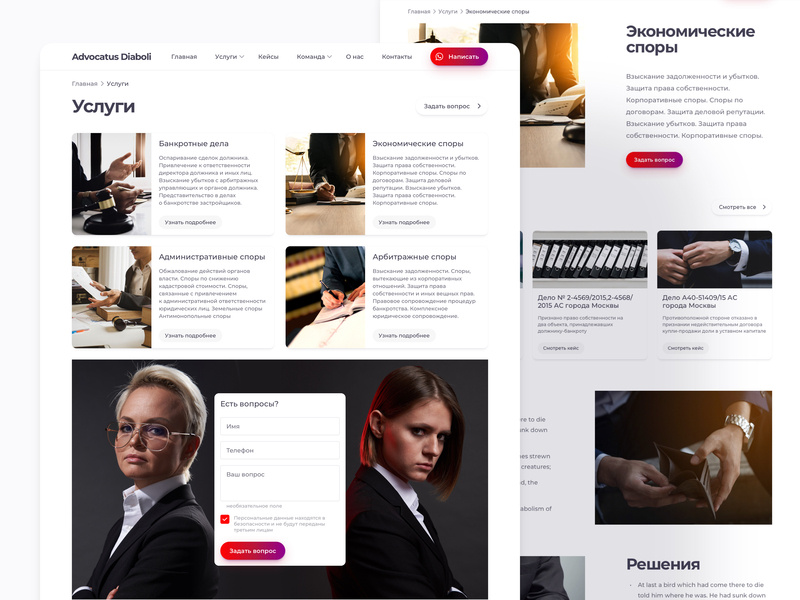 Advocatus Diaboli
Главная
Услуги
Кейсы
Команда
О нас
Контакты
Написать
Главная > Услуги
Услуги
Задать вопрос
Банкротные дела
Оспаривание сделок должника.
Привлечение к ответственности
директора должника и иных лиц.
Взыскание убытков с арбитражных
управляющих и органов должника.
Представительство в делах
о банкротстве застройщиков.
Узнать подробнее
Экономические споры
Взыскание задолженности и убытков.
Защита права собственности.
Корпоративные споры. Споры по
договорам. Защита деловой
репутации. Взыскание убытков.
Защита права собственности.
Корпоративные споры.
Узнать подробнее
Административные споры
Обжалование действий органов
власти. Споры по снижению
кадастровой стоимости. Споры,
связанные с привлечением
к административной ответственности
юридических лиц. Земельные споры
Антимонопольные споры
Узнать подробнее
Арбитражные споры
Взыскание задолженности. Споры,
вытекающие из корпоративных
отношений. Защита права
собственности и иных вещных прав.
Правовое сопровождение процедур
банкротства. Комплексное
юридическое сопровождение.
Узнать подробнее
Есть вопросы?
Имя
Телефон
Ваш вопрос
необязательное поле
Персональные данные находятся в
безопасности и не будут переданы
третьим лицам
Задать вопрос
Главная > Услуги > Экономические споры
Экономические
споры
Взыскание задолженности и убытков.
Защита права собственности.
Корпоративные споры. Споры по
договорам. Защита деловой репутации.
Взыскание убытков. Защита права
собственности. Корпоративные споры.
Задать вопрос
Смотреть все
Дело № 2-4569/2015,2-4568/
2015 АС города Москвы
Признано право собственности на
два объекта, принадлежавших
должнику-банкроту
Смотреть кейс
Дело А40-51409/15 АС
города Москвы
Противоположной стороне отказано в
признании недействительным договора
купли-продажи доли в уставном капитале
Смотреть кейс
ere to die
unk down
nes strewn
creatures;
d, the
abolism of
Решения
At last a bird which had come there to die
told him where he was. He had sunk down